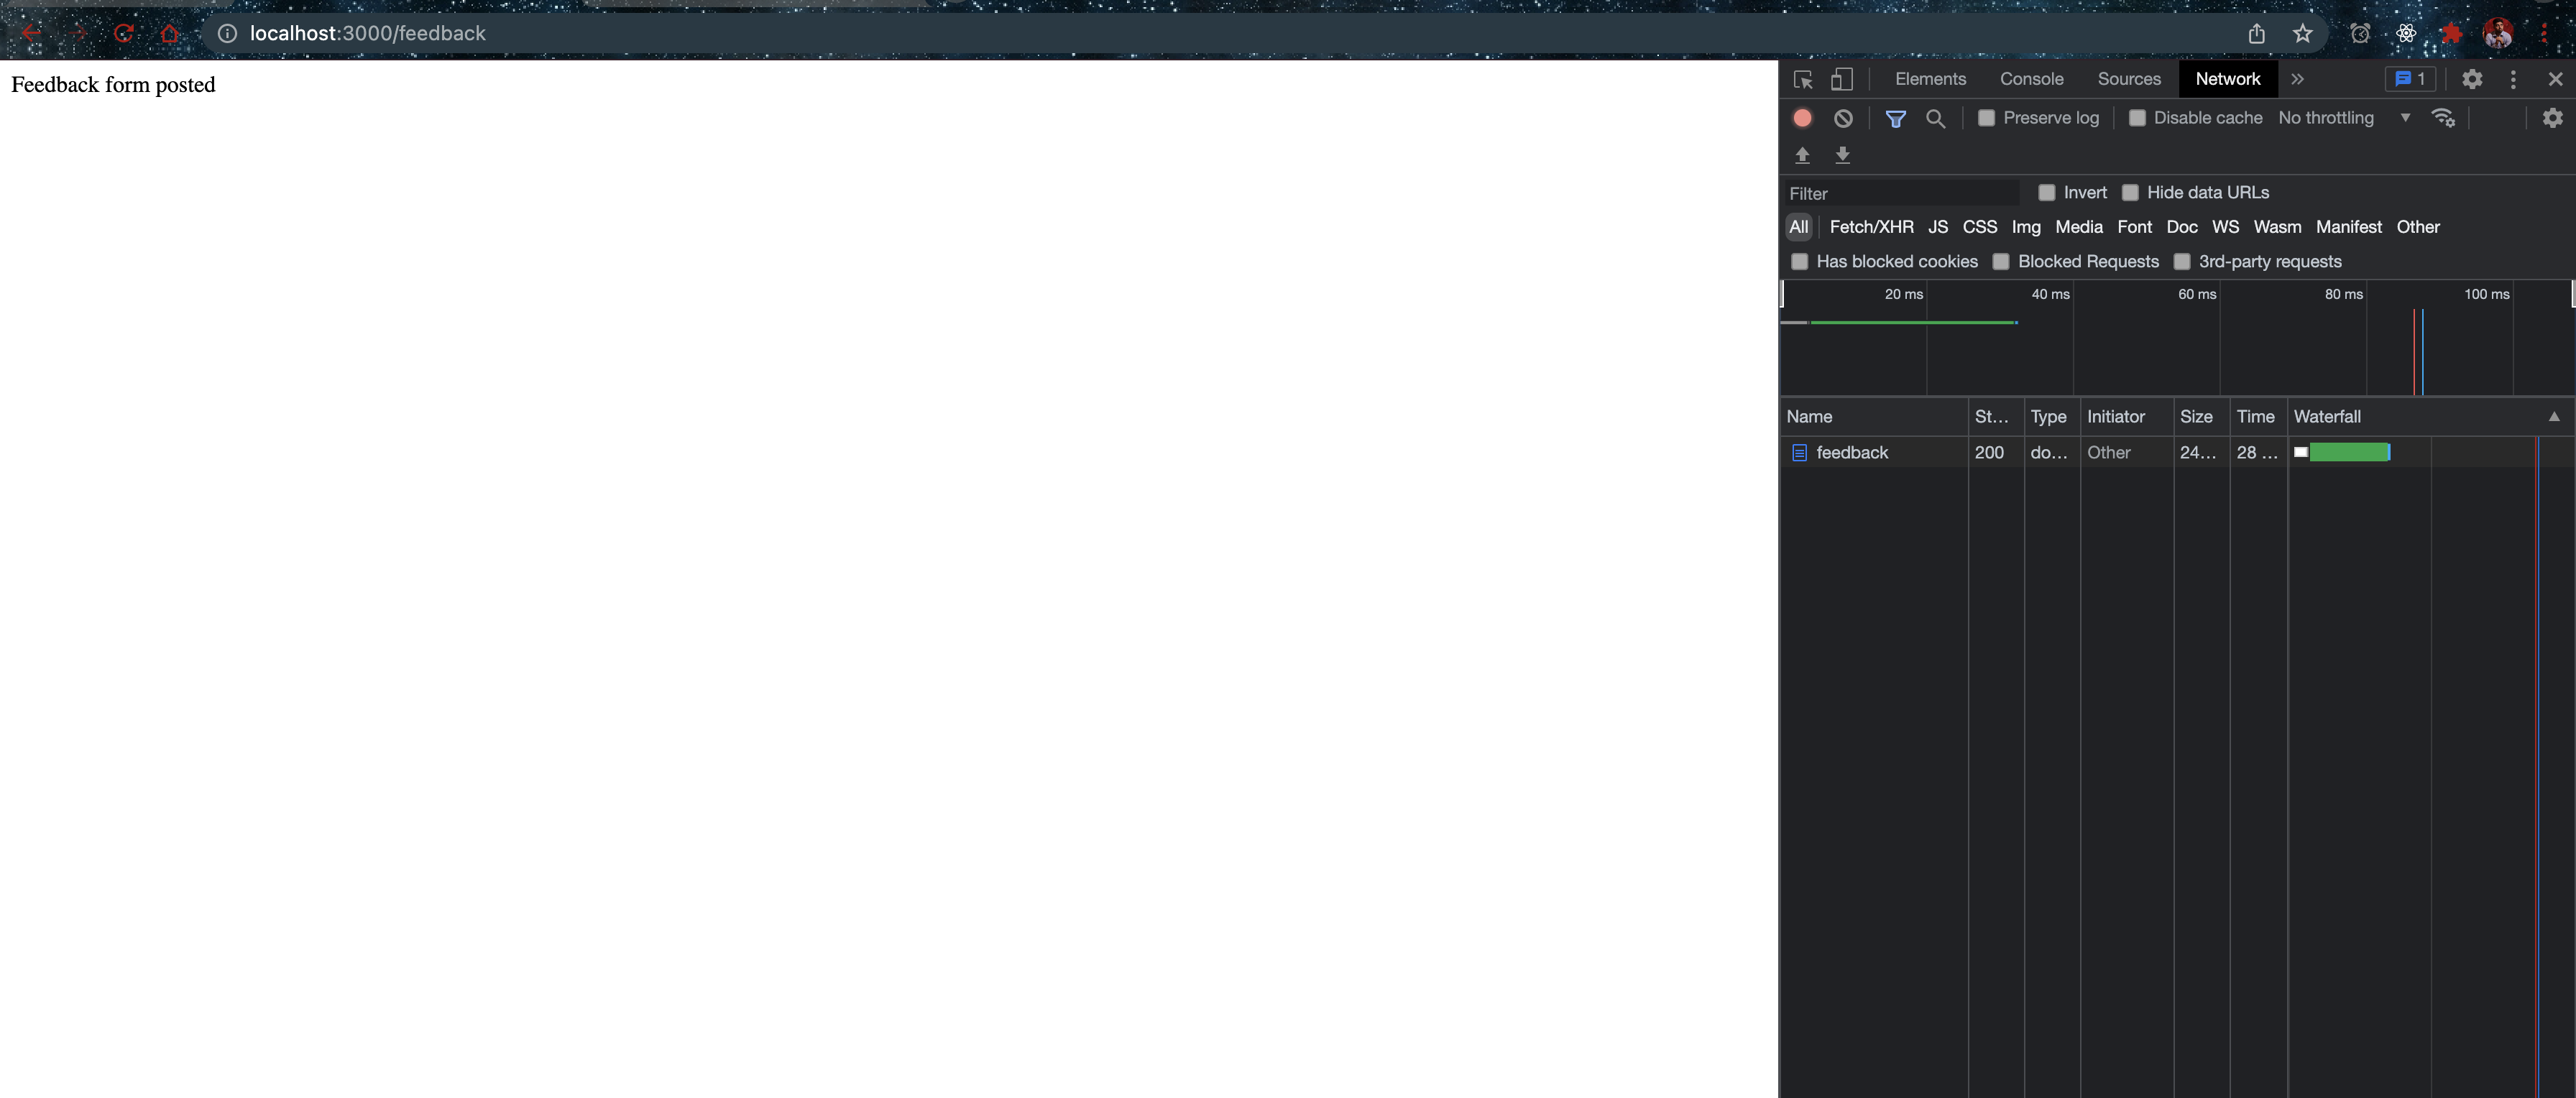 localhost:3000/feedback
Feedback form posted
Elements Console Sources Network 1
Preserve log Disable cache No throttling
Filter Invert Hide data URLs
All Fetch/XHR JS CSS Img Media Font Doc WS Wasm Manifest Other
Has blocked cookies Blocked Requests 3rd-party requests
20 ms 40 ms 60 ms 80 ms 100 ms
Name St... Type Initiator Size Time Waterfall
feedback 200 do... Other 24... 28 ...